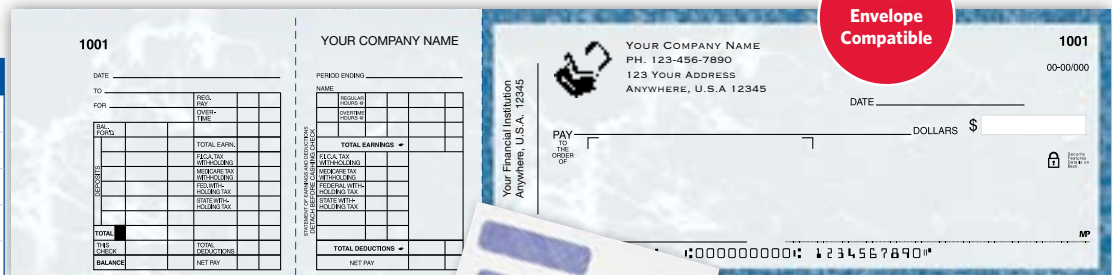 Envelope
Compatible
1001
DATE
TO
FOR
REG.
PAY
OVER-
TIME
BAL.
FOR'D
TOTAL EARN.
F.I.C.A. TAX
WITHHOLDING
MEDICARE TAX
WITHHOLDING
FED. WITH-
HOLDING TAX
STATE WITH-
HOLDING TAX
DEPOSITS
TOTAL
THIS
CHECK
TOTAL
DEDUCTIONS
BALANCE
NET PAY
YOUR COMPANY NAME
PERIOD ENDING
NAME
REGULAR
HOURS @
OVERTIME
HOURS @
TOTAL EARNINGS
F.I.C.A. TAX
WITHHOLDING
MEDICARE TAX
WITHHOLDING
FEDERAL WITH-
HOLDING TAX
STATE WITH-
HOLDING TAX
TOTAL DEDUCTIONS
NET PAY
STATEMENT OF EARNINGS AND DEDUCTIONS
DETACH BEFORE CASHING CHECK
Your Financial Institution
Anywhere, U.S.A. 12345
YOUR COMPANY NAME
PH. 123-456-7890
123 YOUR ADDRESS
ANYWHERE, U.S.A 12345
1001
00-00/000
DATE
PAY
TO
THE
ORDER
OF
DOLLARS $
Security
Features
Details on
Back
MP
⑆000000000⑆ 1234567890⑈